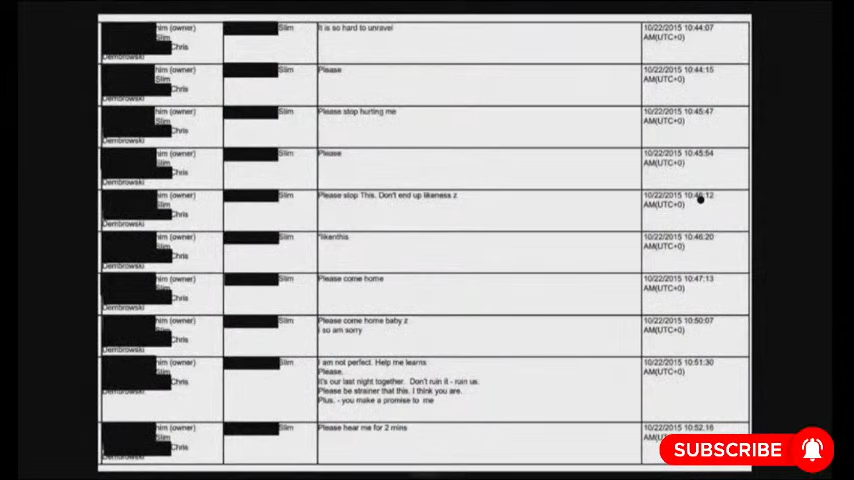 him (owner)
Slim
Chris
Dembrowski
Slim
It is so hard to unravel
10/22/2015 10:44:07
AM(UTC+0)
him (owner)
Slim
Chris
Dembrowski
Slim
Please
10/22/2015 10:44:15
AM(UTC+0)
him (owner)
Slim
Chris
Dembrowski
Slim
Please stop hurting me
10/22/2015 10:45:47
AM(UTC+0)
him (owner)
Slim
Chris
Dembrowski
Slim
Please
10/22/2015 10:45:54
AM(UTC+0)
him (owner)
Slim
Chris
Dembrowski
Slim
Please stop This. Don't end up likeness z
10/22/2015 10:46:12
AM(UTC+0)
him (owner)
Slim
Chris
Dembrowski
Slim
*likenthis
10/22/2015 10:46:20
AM(UTC+0)
him (owner)
Slim
Chris
Dembrowski
Slim
Please come home
10/22/2015 10:47:13
AM(UTC+0)
him (owner)
Slim
Chris
Dembrowski
Slim
Please come home baby z
I so am sorry
10/22/2015 10:50:07
AM(UTC+0)
him (owner)
Slim
Chris
Dembrowski
Slim
I am not perfect. Help me learns
Please.
It's our last night together. Don't ruin it - ruin us.
Please be strainer that this. I think you are.
Plus. - you make a promise to me
10/22/2015 10:51:30
AM(UTC+0)
him (owner)
Slim
Chris
Dembrowski
Slim
Please hear me for 2 mins
10/22/2015 10:52:16
SUBSCRIBE